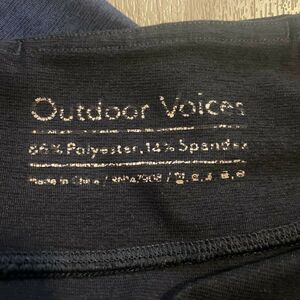 Outdoor Voices
86% Polyester, 14% Spandex
Made in China /